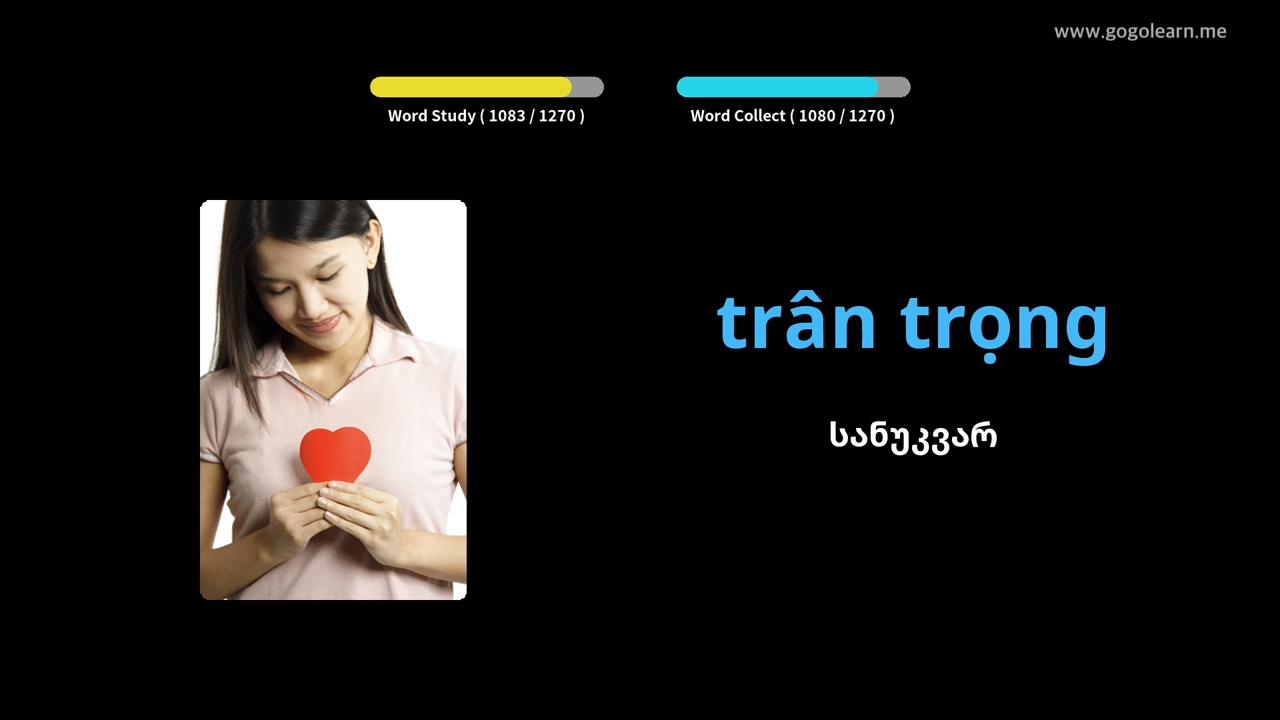 www.gogolearn.me
Word Study ( 1083 / 1270 )
Word Collect ( 1080 / 1270 )
trân trọng
სანუკვარ